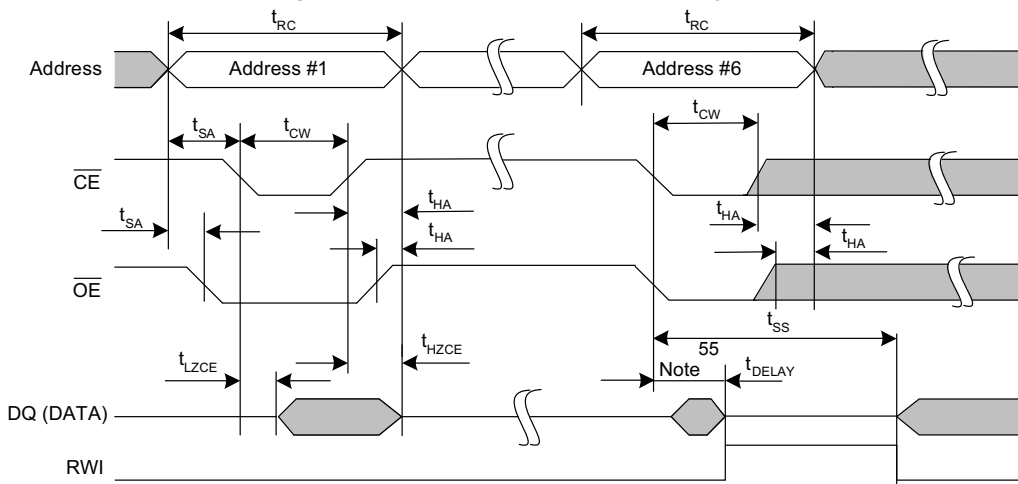 tRC
tRC
Address
Address #1
Address #6
tSA
tCW
tCW
CE
tHA
tHA
tSA
tHA
tHA
OE
tSS
tLZCE
tHZCE
55
Note
tDELAY
DQ (DATA)
RWI